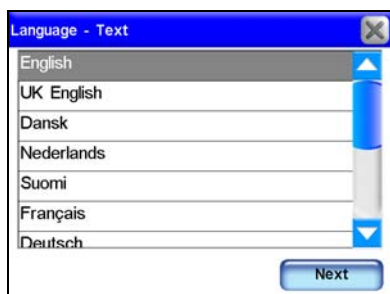 Language - Text
English
UK English
Dansk
Nederlands
Suomi
Français
Deutsch
Next